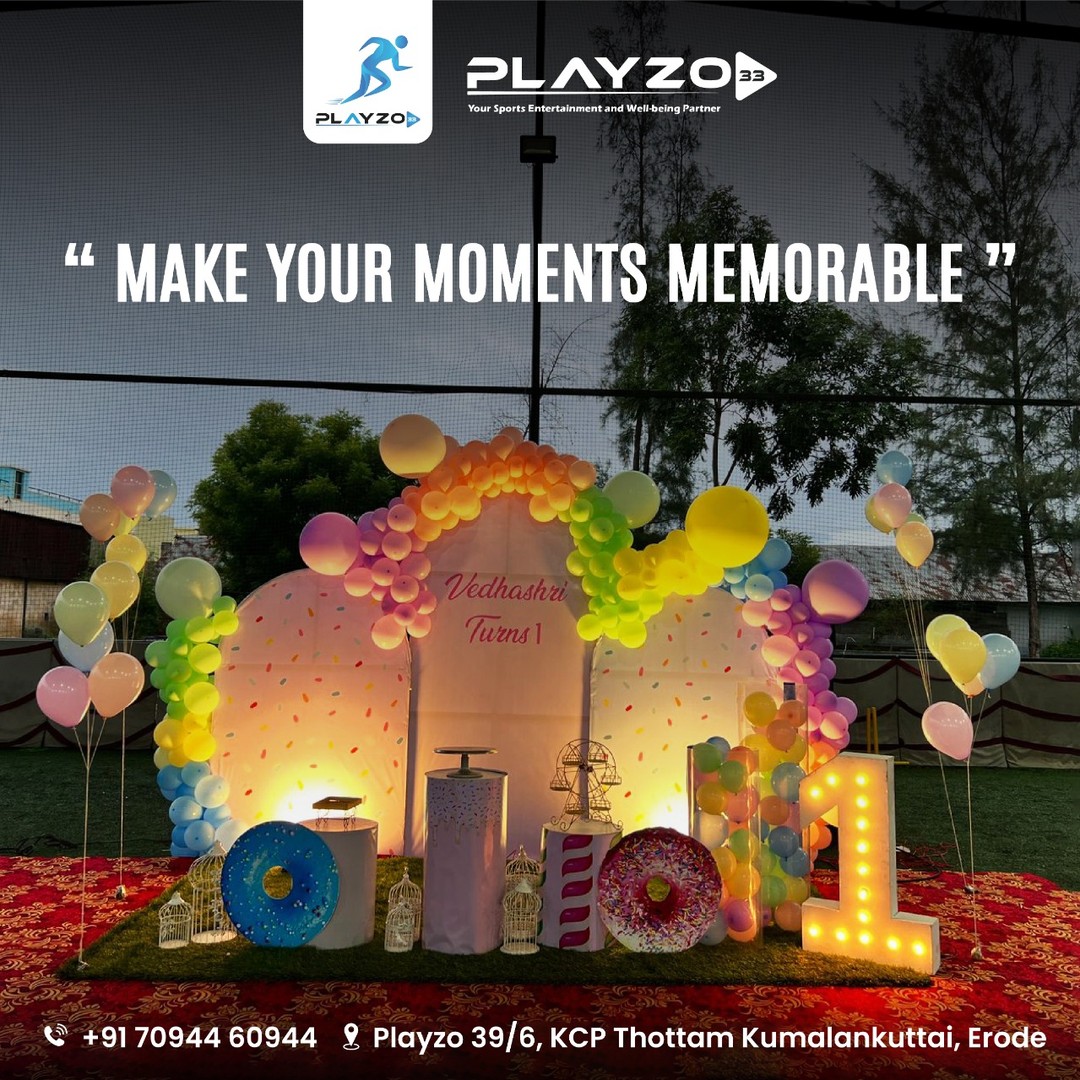 PLAYZO 33
PLAYZO 33
Your Sports Entertainment and Well-being Partner
“ MAKE YOUR MOMENTS MEMORABLE ”
Vedhashri
Turns 1
1
+91 70944 60944
Playzo 39/6, KCP Thottam Kumalankuttai, Erode